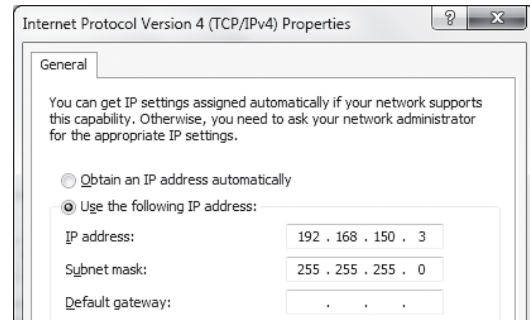 Internet Protocol Version 4 (TCP/IPv4) Properties
General
You can get IP settings assigned automatically if your network supports
this capability. Otherwise, you need to ask your network administrator
for the appropriate IP settings.
Obtain an IP address automatically
Use the following IP address:
IP address: 192 . 168 . 150 . 3
Subnet mask: 255 . 255 . 255 . 0
Default gateway: . . .